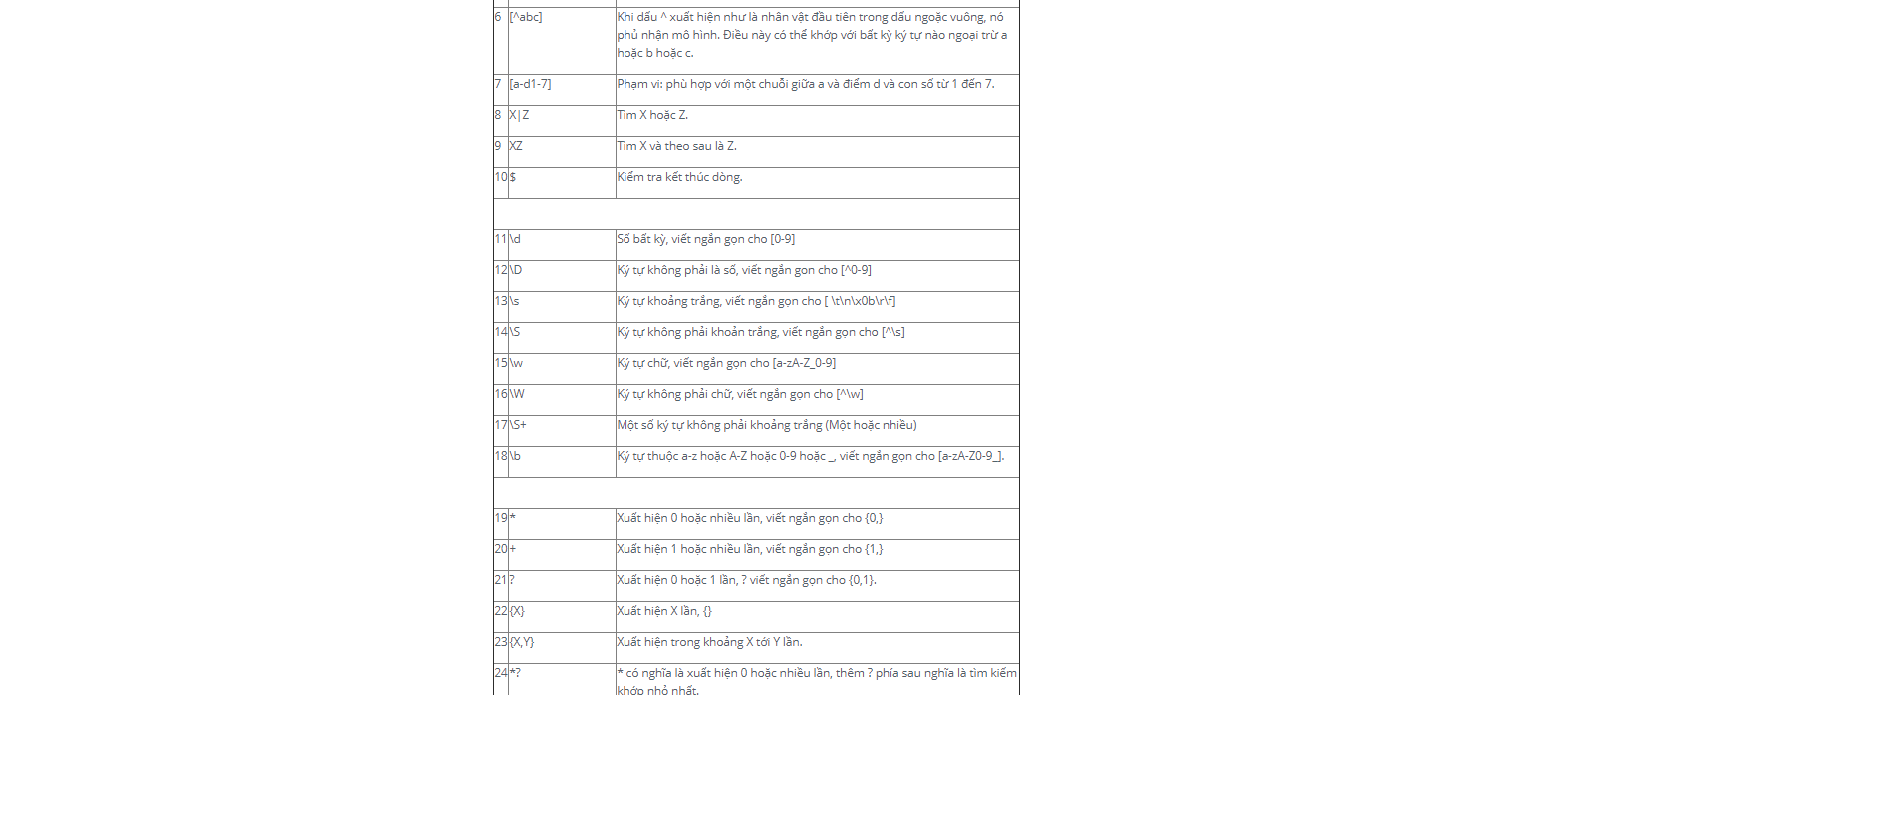 6 [^abc] Khi dấu ^ xuất hiện như là nhân vật đầu tiên trong dấu ngoặc vuông, nó
phủ nhận mô hình. Điều này có thể khớp với bất kỳ ký tự nào ngoại trừ a
hoặc b hoặc c.
7 [a-d1-7] Phạm vi: phù hợp với một chuỗi giữa a và điểm d và con số từ 1 đến 7.
8 X|Z Tìm X hoặc Z.
9 XZ Tìm X và theo sau là Z.
10 $ Kiểm tra kết thúc dòng.
11 \d Số bất kỳ, viết ngắn gọn cho [0-9]
12 \D Ký tự không phải là số, viết ngắn gon cho [^0-9]
13 \s Ký tự khoảng trắng, viết ngắn gọn cho [ \t\n\x0b\r\f]
14 \S Ký tự không phải khoản trắng, viết ngắn gọn cho [^\s]
15 \w Ký tự chữ, viết ngắn gọn cho [a-zA-Z_0-9]
16 \W Ký tự không phải chữ, viết ngắn gọn cho [^\w]
17 \S+ Một số ký tự không phải khoảng trắng (Một hoặc nhiều)
18 \b Ký tự thuộc a-z hoặc A-Z hoặc 0-9 hoặc _, viết ngắn gọn cho [a-zA-Z0-9_].
19 * Xuất hiện 0 hoặc nhiều lần, viết ngắn gọn cho {0,}
20 + Xuất hiện 1 hoặc nhiều lần, viết ngắn gọn cho {1,}
21 ? Xuất hiện 0 hoặc 1 lần, ? viết ngắn gọn cho {0,1}.
22 {X} Xuất hiện X lần, {}
23 {X,Y} Xuất hiện trong khoảng X tới Y lần.
24 *? * có nghĩa là xuất hiện 0 hoặc nhiều lần, thêm ? phía sau nghĩa là tìm kiếm
khớp nhỏ nhất.